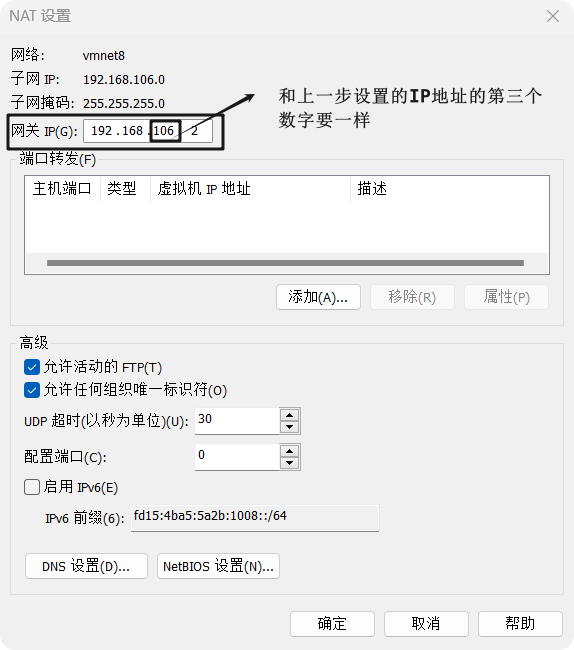 NAT 设置
网络: vmnet8
子网 IP: 192.168.106.0
子网掩码: 255.255.255.0
网关 IP(G): 192 . 168 . 106 . 2
和上一步设置的IP地址的第三个
数字要一样
端口转发(F)
主机端口 类型 虚拟机 IP 地址 描述
添加(A)... 移除(R) 属性(P)
高级
允许活动的 FTP(T)
允许任何组织唯一标识符(O)
UDP 超时(以秒为单位)(U): 30
配置端口(C): 0
启用 IPv6(E)
IPv6 前缀(6): fd15:4ba5:5a2b:1008::/64
DNS 设置(D)... NetBIOS 设置(N)...
确定 取消 帮助